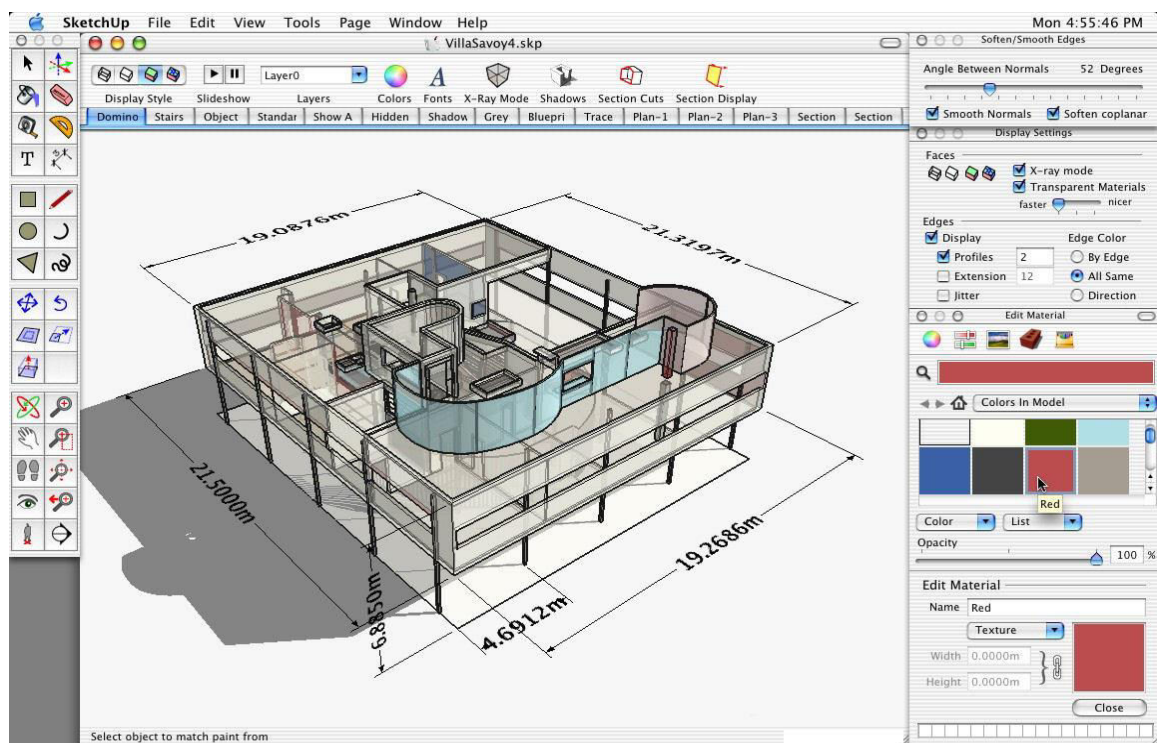 SketchUp File Edit View Tools Page Window Help
Mon 4:55:46 PM
VillaSavoy4.skp
Layer0
Display Style Slideshow Layers Colors Fonts X-Ray Mode Shadows Section Cuts Section Display
Domino Stairs Object Standar Show A Hidden Shadow Grey Bluepri Trace Plan-1 Plan-2 Plan-3 Section Section
T
A
19.0876m
21.3197m
21.5000m
19.2686m
6.8850m
4.6912m
Select object to match paint from
Soften/Smooth Edges
Angle Between Normals 52 Degrees
Smooth Normals Soften coplanar
Display Settings
Faces
X-ray mode
Transparent Materials
faster nicer
Edges
Display Edge Color
Profiles 2 By Edge
Extension 12 All Same
Jitter Direction
Edit Material
Colors In Model
Red
Color List
Opacity
100 %
Edit Material
Name Red
Texture
Width 0.0000m
Height 0.0000m
Close